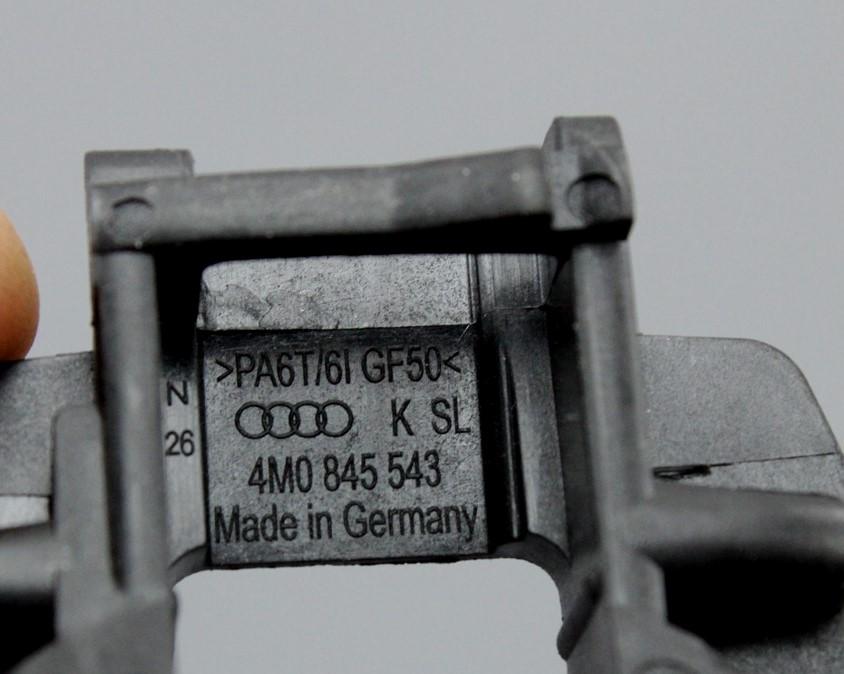 >PA6T/6I GF50<
K SL
4M0 845 543
Made in Germany
N
26